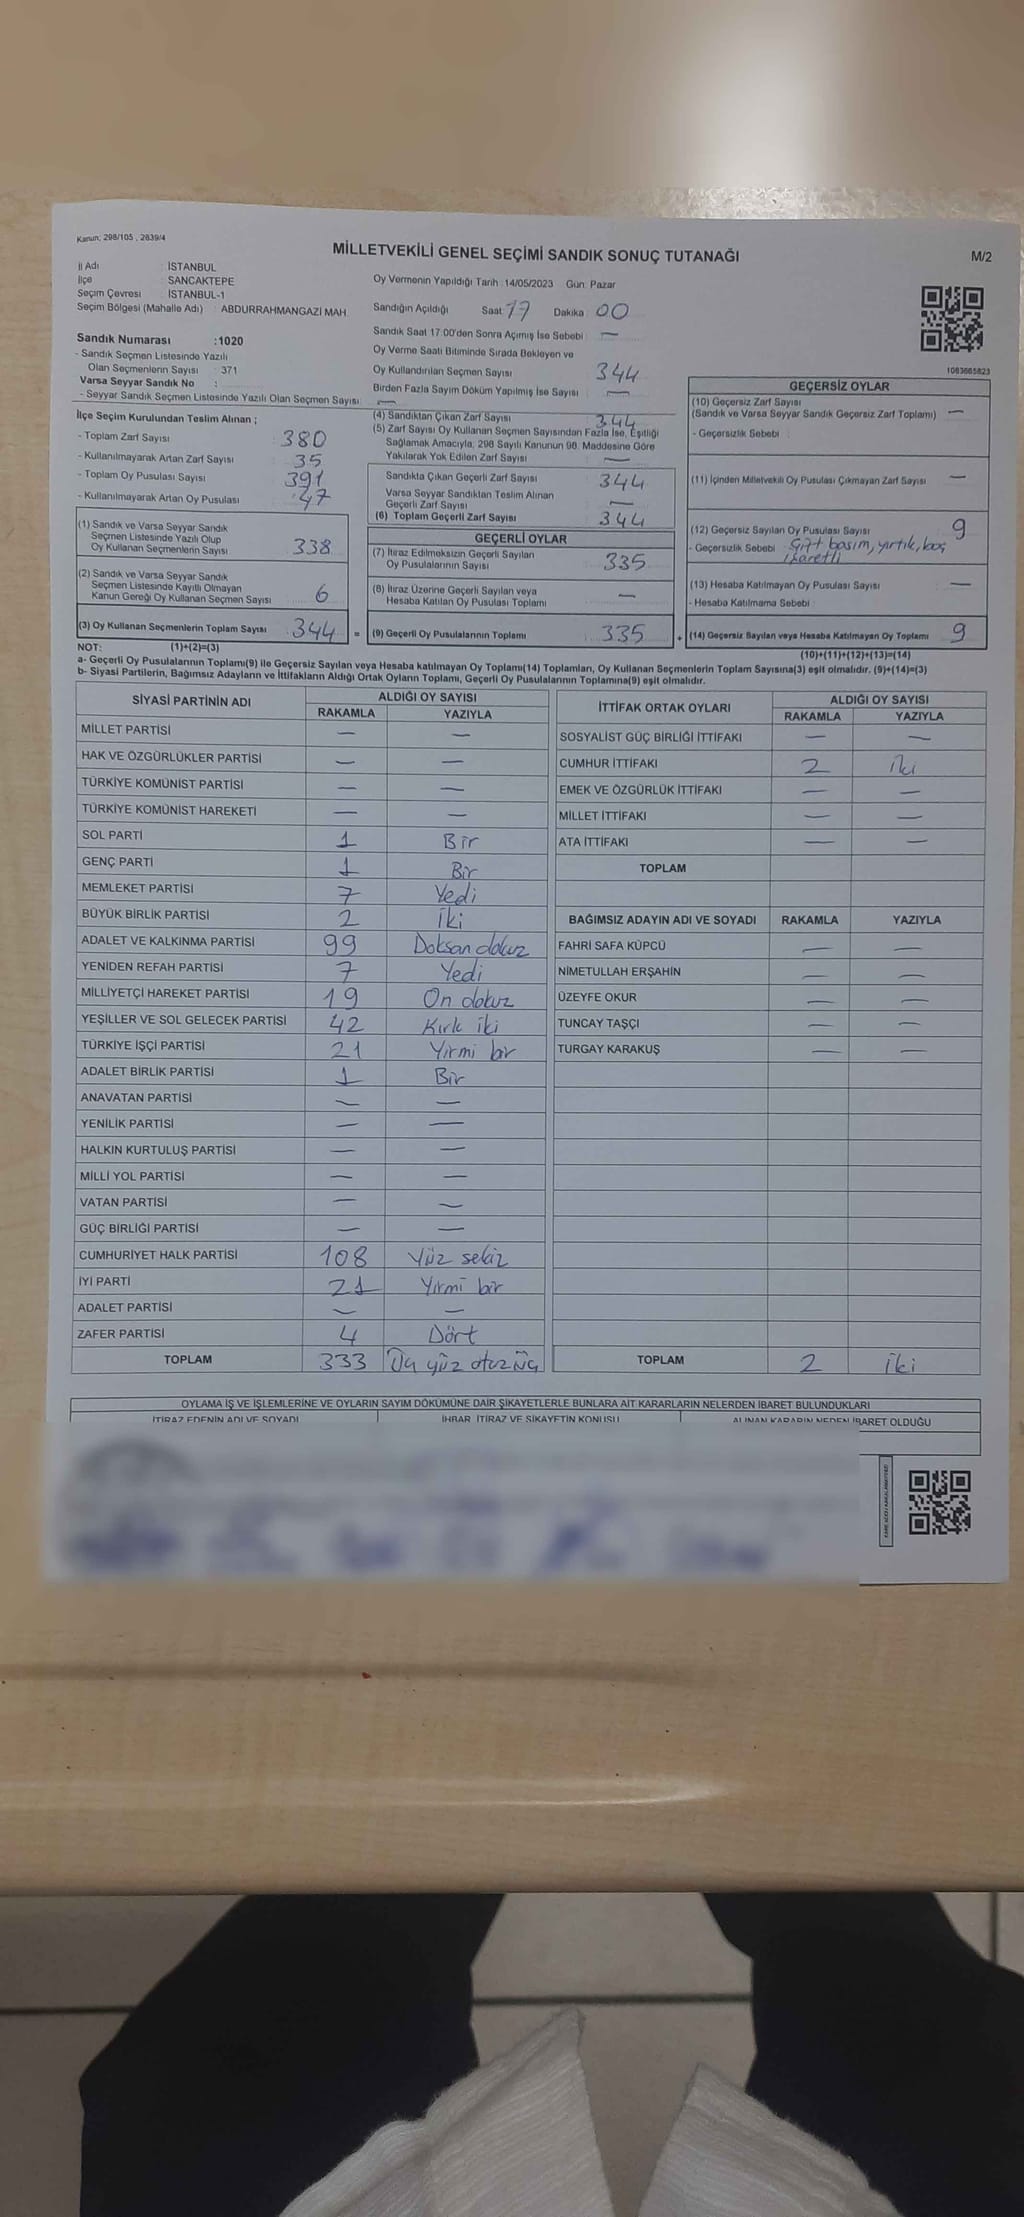 Kanun; 298/105 , 2839/4
MİLLETVEKİLİ GENEL SEÇİMİ SANDIK SONUÇ TUTANAĞI
M/2
İl Adı : İSTANBUL
İlçe : SANCAKTEPE
Seçim Çevresi : İSTANBUL-1
Seçim Bölgesi (Mahalle Adı) : ABDURRAHMANGAZİ MAH.
Sandık Numarası :1020
- Sandık Seçmen Listesinde Yazılı
Olan Seçmenlerin Sayısı : 371
Varsa Seyyar Sandık No :
- Seyyar Sandık Seçmen Listesinde Yazılı Olan Seçmen Sayısı:
Oy Vermenin Yapıldığı Tarih :14/05/2023 Gün: Pazar
Sandığın Açıldığı Saat: 17 Dakika: 00
Sandık Saat 17.00'den Sonra Açımış İse Sebebi : —
Oy Verme Saati Bitiminde Sırada Bekleyen ve
Oy Kullandırılan Seçmen Sayısı 344
Birden Fazla Sayım Döküm Yapılmış İse Sayısı : —
1083665823
İlçe Seçim Kurulundan Teslim Alınan ;
- Toplam Zarf Sayısı 380
- Kullanılmayarak Artan Zarf Sayısı 35
- Toplam Oy Pusulası Sayısı 391
- Kullanılmayarak Artan Oy Pusulası 47
(1) Sandık ve Varsa Seyyar Sandık
Seçmen Listesinde Yazılı Olup
Oy Kullanan Seçmenlerin Sayısı 338
(2) Sandık ve Varsa Seyyar Sandık
Seçmen Listesinde Kayıtlı Olmayan
Kanun Gereği Oy Kullanan Seçmen Sayısı 6
(3) Oy Kullanan Seçmenlerin Toplam Sayısı 344 =
(4) Sandıktan Çıkan Zarf Sayısı 344
(5) Zarf Sayısı Oy Kullanan Seçmen Sayısından Fazla İse, Eşitliği
Sağlamak Amacıyla, 298 Sayılı Kanunun 98. Maddesine Göre
Yakılarak Yok Edilen Zarf Sayısı —
Sandıkta Çıkan Geçerli Zarf Sayısı 344
Varsa Seyyar Sandıktan Teslim Alınan
Geçerli Zarf Sayısı —
(6) Toplam Geçerli Zarf Sayısı 344
GEÇERLİ OYLAR
(7) İtiraz Edilmeksizin Geçerli Sayılan
Oy Pusulalarının Sayısı 335
(8) İtiraz Üzerine Geçerli Sayılan veya
Hesaba Katılan Oy Pusulası Toplamı —
(9) Geçerli Oy Pusulalarının Toplamı 335 +
GEÇERSİZ OYLAR
(10) Geçersiz Zarf Sayısı
(Sandık ve Varsa Seyyar Sandık Geçersiz Zarf Toplamı) —
- Geçersizlik Sebebi :
(11) İçinden Milletvekili Oy Pusulası Çıkmayan Zarf Sayısı —
(12) Geçersiz Sayılan Oy Pusulası Sayısı 9
- Geçersizlik Sebebi : Çift basım, yırtık, boş
işaretli
(13) Hesaba Katılmayan Oy Pusulası Sayısı —
- Hesaba Katılmama Sebebi
(14) Geçersiz Sayılan veya Hesaba Katılmayan Oy Toplamı 9
NOT: (1)+(2)=(3)
(10)+(11)+(12)+(13)=(14)
a- Geçerli Oy Pusulalarının Toplamı(9) ile Geçersiz Sayılan veya Hesaba katılmayan Oy Toplamı(14) Toplamları, Oy Kullanan Seçmenlerin Toplam Sayısına(3) eşit olmalıdır. (9)+(14)=(3)
b- Siyasi Partilerin, Bağımsız Adayların ve İttifakların Aldığı Ortak Oyların Toplamı, Geçerli Oy Pusulalarının Toplamına(9) eşit olmalıdır.
SİYASİ PARTİNİN ADI ALDIĞI OY SAYISI
RAKAMLA YAZIYLA
MİLLET PARTİSİ — —
HAK VE ÖZGÜRLÜKLER PARTİSİ — —
TÜRKİYE KOMÜNİST PARTİSİ — —
TÜRKİYE KOMÜNİST HAREKETİ — —
SOL PARTİ 1 Bir
GENÇ PARTİ 1 Bir
MEMLEKET PARTİSİ 7 Yedi
BÜYÜK BİRLİK PARTİSİ 2 İki
ADALET VE KALKINMA PARTİSİ 99 Doksan dokuz
YENİDEN REFAH PARTİSİ 7 Yedi
MİLLİYETÇİ HAREKET PARTİSİ 19 On dokuz
YEŞİLLER VE SOL GELECEK PARTİSİ 42 Kırk iki
TÜRKİYE İŞÇİ PARTİSİ 21 Yirmi bir
ADALET BİRLİK PARTİSİ 1 Bir
ANAVATAN PARTİSİ — —
YENİLİK PARTİSİ — —
HALKIN KURTULUŞ PARTİSİ — —
MİLLİ YOL PARTİSİ — —
VATAN PARTİSİ — —
GÜÇ BİRLİĞİ PARTİSİ — —
CUMHURİYET HALK PARTİSİ 108 Yüz sekiz
İYİ PARTİ 21 Yirmi bir
ADALET PARTİSİ — —
ZAFER PARTİSİ 4 Dört
TOPLAM 333 Üç yüz otuz üç
İTTİFAK ORTAK OYLARI ALDIĞI OY SAYISI
RAKAMLA YAZIYLA
SOSYALİST GÜÇ BİRLİĞİ İTTİFAKI — —
CUMHUR İTTİFAKI 2 iki
EMEK VE ÖZGÜRLÜK İTTİFAKI — —
MİLLET İTTİFAKI — —
ATA İTTİFAKI — —
TOPLAM
BAĞIMSIZ ADAYIN ADI VE SOYADI RAKAMLA YAZIYLA
FAHRİ SAFA KÜPCÜ — —
NİMETULLAH ERŞAHİN — —
ÜZEYFE OKUR — —
TUNCAY TAŞÇI — —
TURGAY KARAKUŞ — —
TOPLAM 2 iki
OYLAMA İŞ VE İŞLEMLERİNE VE OYLARIN SAYIM DÖKÜMÜNE DAİR ŞİKAYETLERLE BUNLARA AİT KARARLARIN NELERDEN İBARET BULUNDUKLARI
İTİRAZ EDENİN ADI VE SOYADI İHBAR, İTİRAZ VE ŞİKAYETİN KONUSU ALINAN KARARIN NEDEN İBARET OLDUĞU